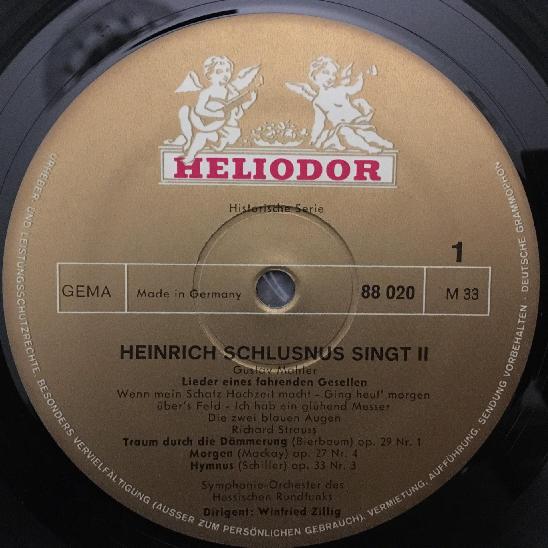 HELIODOR
Historische Serie
1
GEMA
Made in Germany
88 020
M 33
HEINRICH SCHLUSNUS SINGT II
Gustav Mahler
Lieder eines fahrenden Gesellen
Wenn mein Schatz Hochzeit macht - Ging heut' morgen
über's Feld - Ich hab ein glühend Messer
Die zwei blauen Augen
Richard Strauss
Traum durch die Dämmerung (Bierbaum) op. 29 Nr. 1
Morgen (Mackay) op. 27 Nr. 4
Hymnus (Schiller) op. 33 Nr. 3
Symphonie-Orchester des
Hessischen Rundfunks
Dirigent: Winfried Zillig
URHEBER UND LEISTUNGSSCHUTZRECHTE, BESONDERS VERVIELFÄLTIGUNG (AUSSER ZUM PERSÖNLICHEN GEBRAUCH), VERMIETUNG, AUFFÜHRUNG, SENDUNG VORBEHALTEN · DEUTSCHE GRAMMOPHON